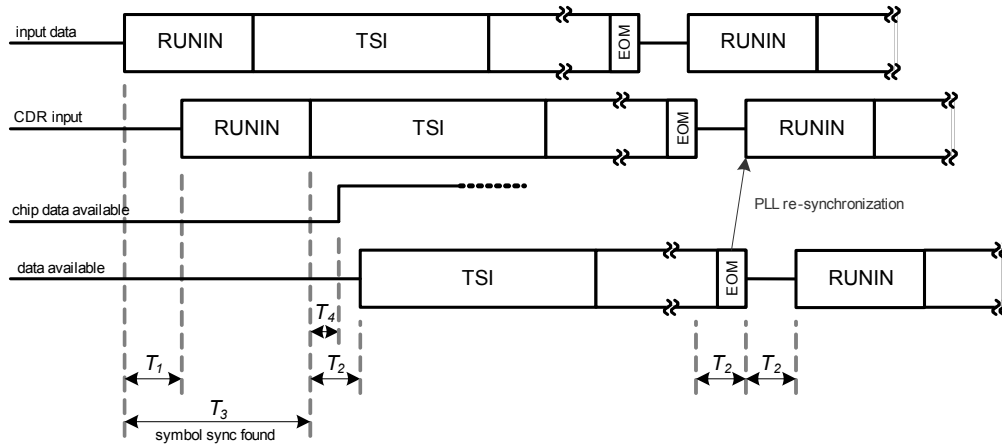 input data
RUNIN
TSI
EOM
RUNIN
CDR input
RUNIN
TSI
EOM
RUNIN
chip data available
PLL re-synchronization
data available
TSI
EOM
RUNIN
T4
T1
T2
T2
T2
T3
symbol sync found